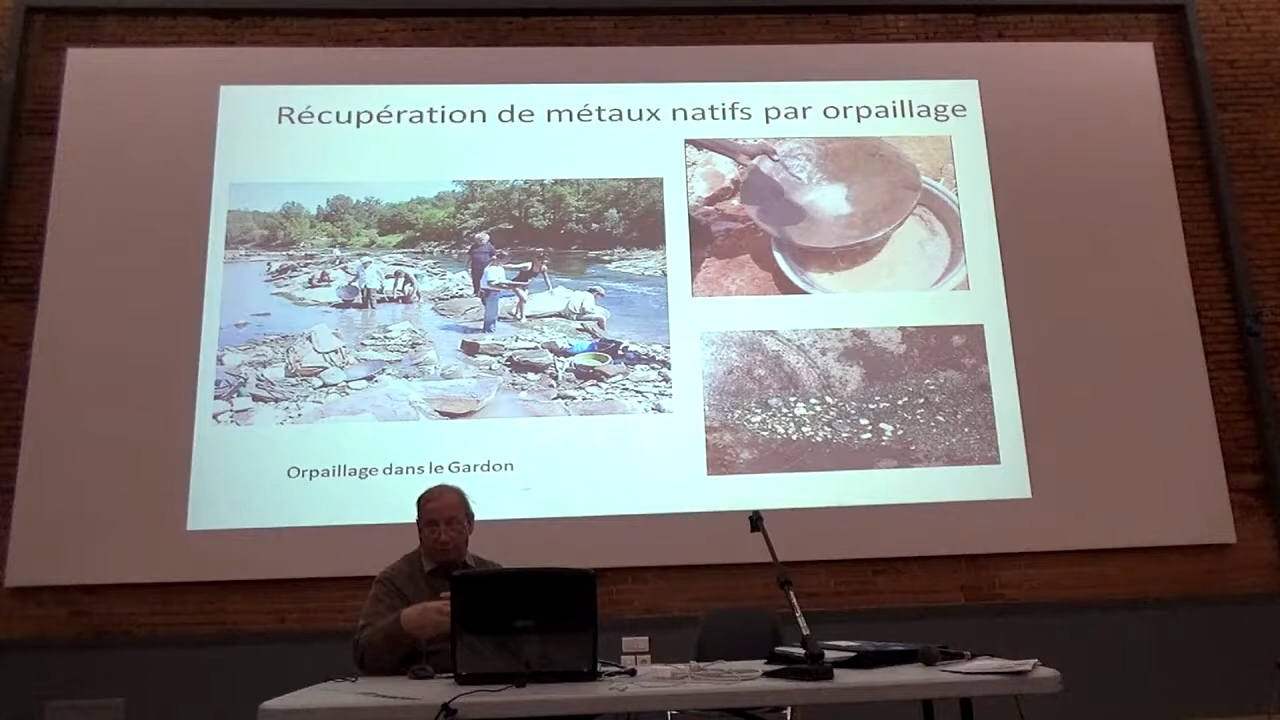 Récupération de métaux natifs par orpaillage
Orpaillage dans le Gardon